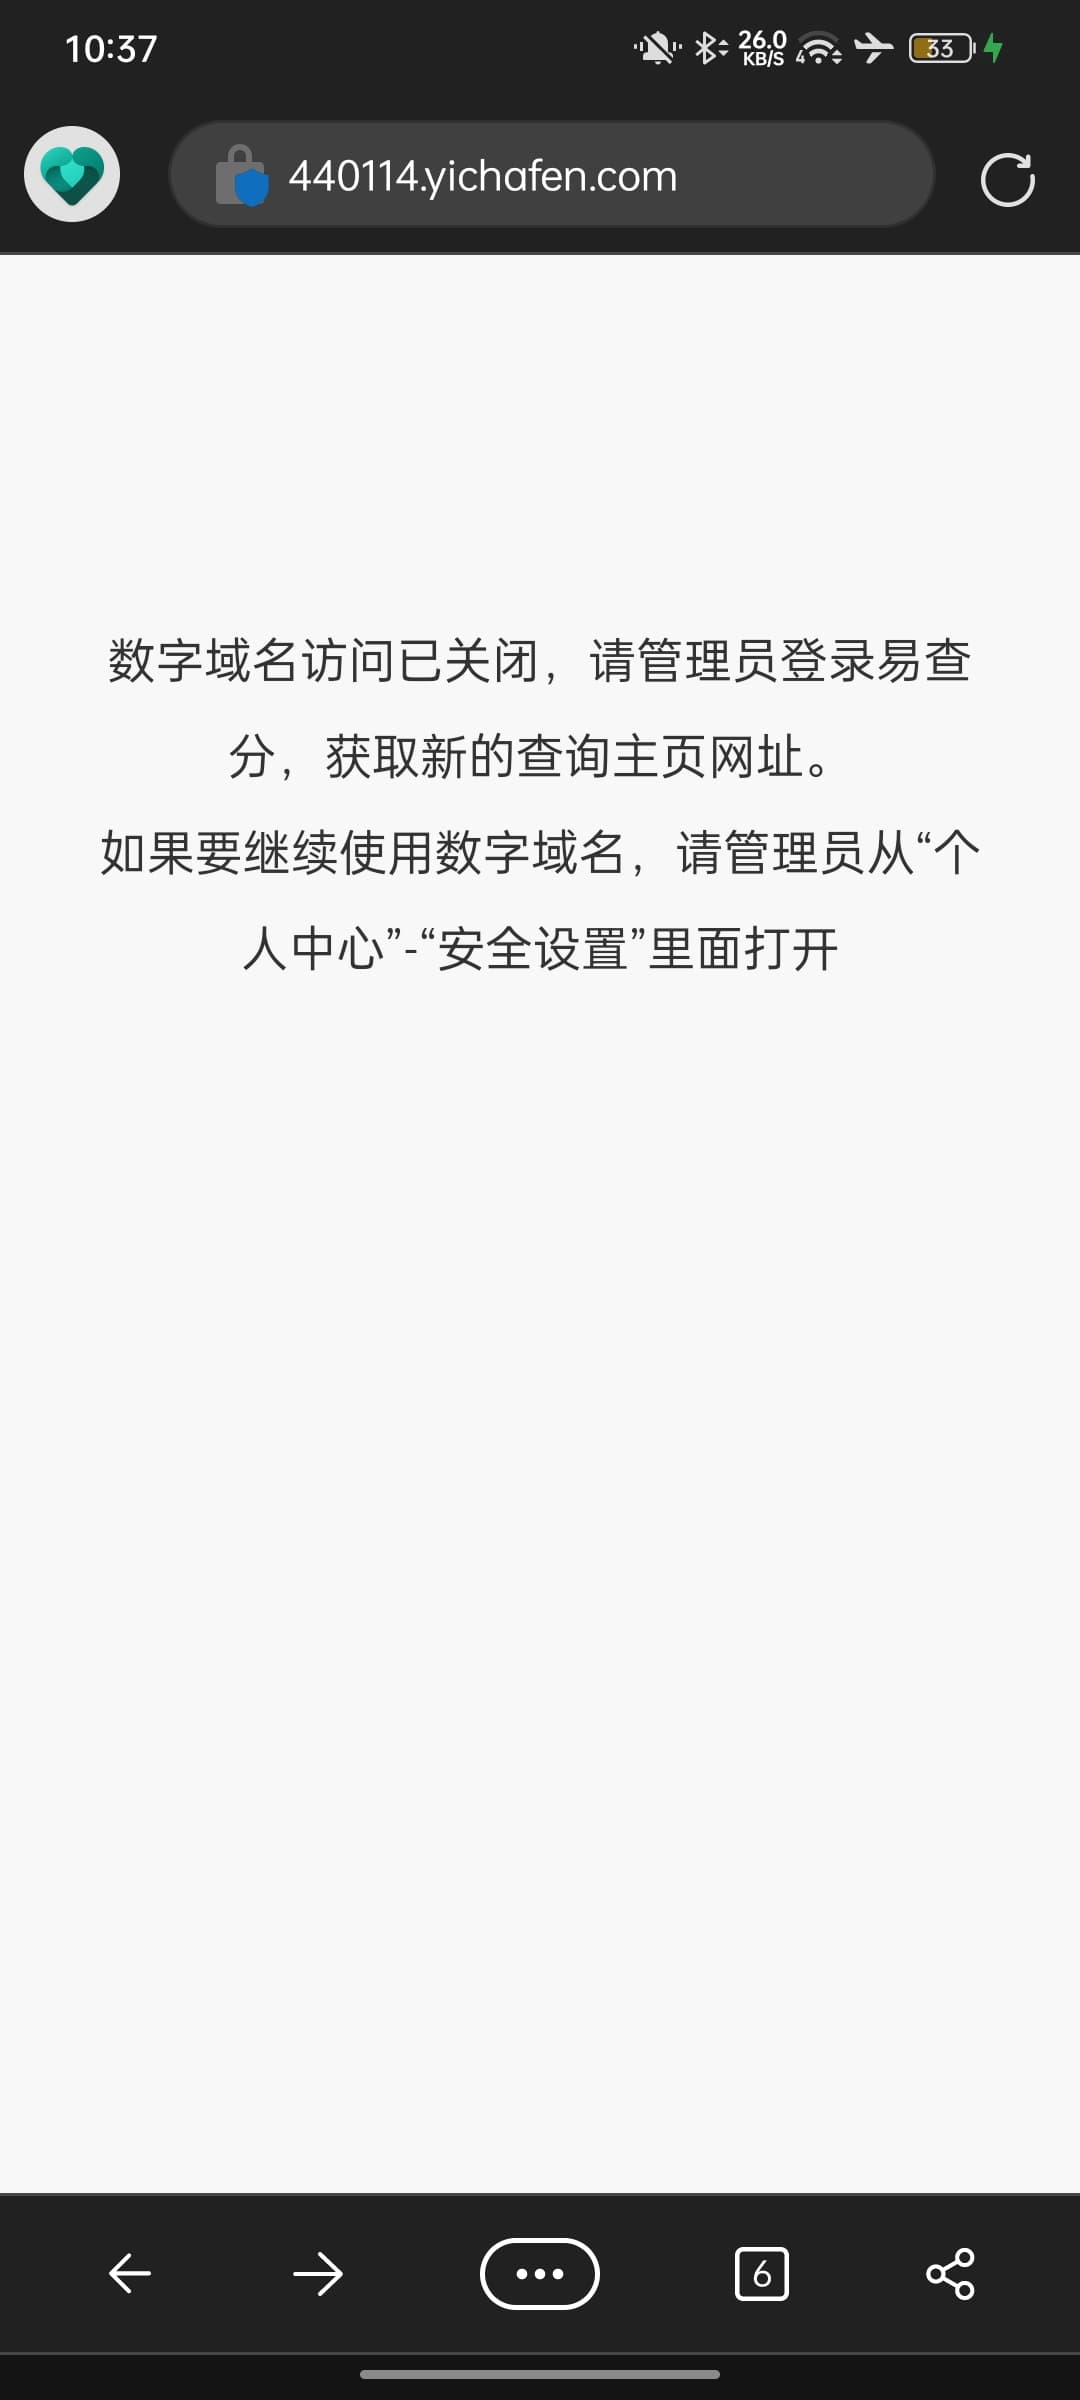 10:37
26.0
KB/S
4
33
440114.yichafen.com
数字域名访问已关闭，请管理员登录易查
分，获取新的查询主页网址。
如果要继续使用数字域名，请管理员从“个
人中心”-“安全设置”里面打开
6